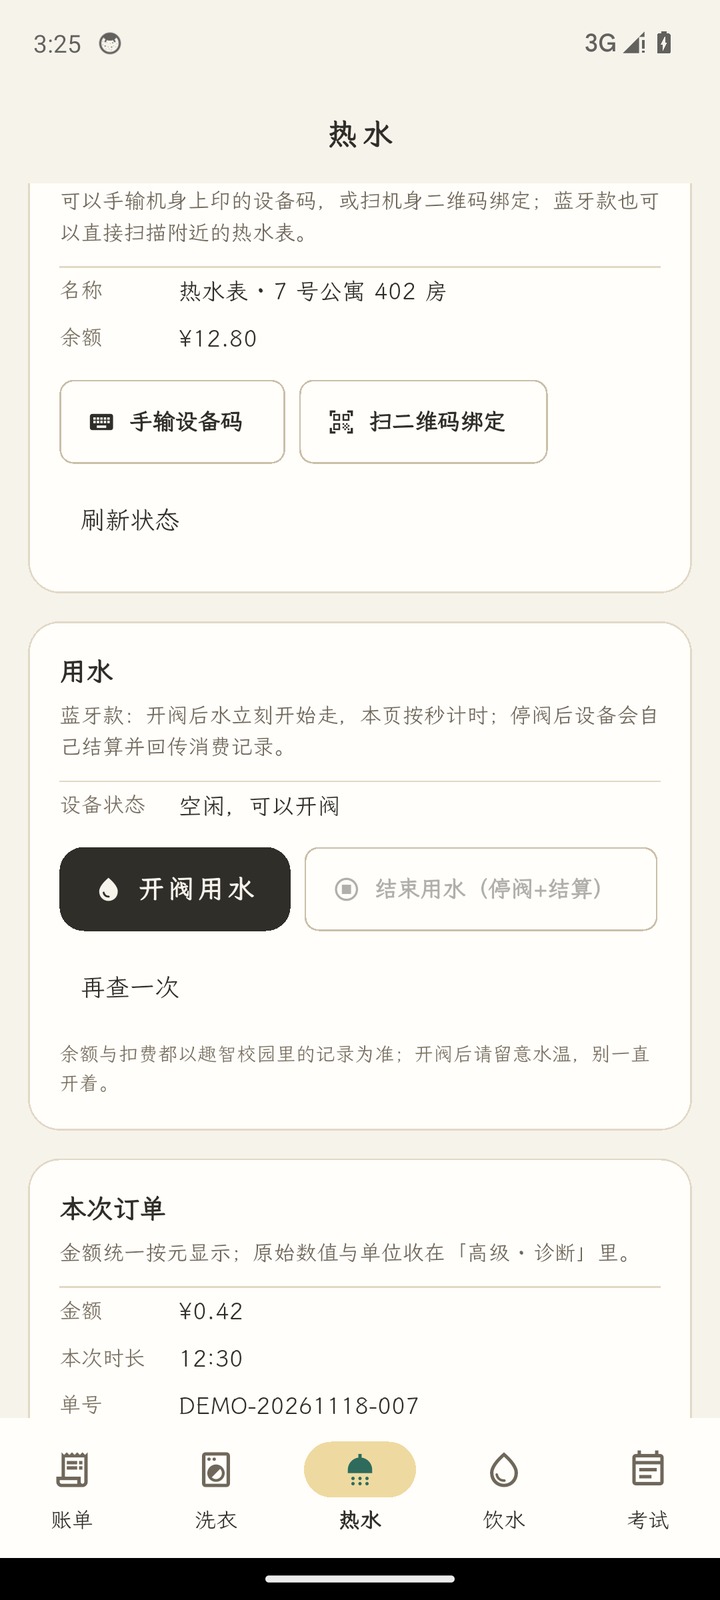 3:25
3G
热水
可以手输机身上印的设备码，或扫机身二维码绑定；蓝牙款也可
以直接扫描附近的热水表。
名称 热水表・7 号公寓 402 房
余额 ¥12.80
手输设备码 扫二维码绑定
刷新状态
用水
蓝牙款：开阀后水立刻开始走，本页按秒计时；停阀后设备会自
己结算并回传消费记录。
设备状态 空闲，可以开阀
开阀用水 结束用水（停阀+结算）
再查一次
余额与扣费都以趣智校园里的记录为准；开阀后请留意水温，别一直
开着。
本次订单
金额统一按元显示；原始数值与单位收在「高级・诊断」里。
金额 ¥0.42
本次时长 12:30
单号 DEMO-20261118-007
账单 洗衣 热水 饮水 考试